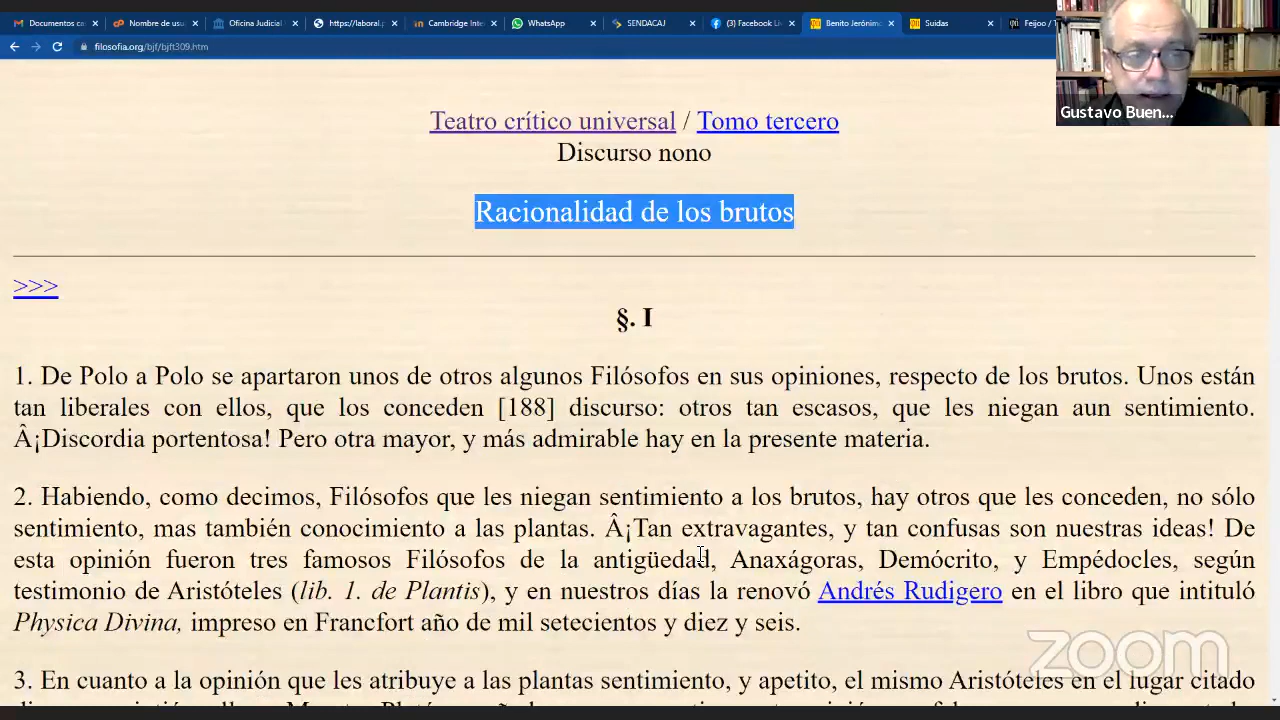 Documentos ca
Nombre de usu
Oficina Judicial
https://laboral.p
Cambridge Inte
WhatsApp
SENDACAJ
(3) Facebook Liv
Benito Jerónimo
Suidas
Feijoo / T
filosofia.org/bjf/bjft309.htm
Gustavo Buen...
Teatro crítico universal / Tomo tercero
Discurso nono
Racionalidad de los brutos
>>>
§. I
1. De Polo a Polo se apartaron unos de otros algunos Filósofos en sus opiniones, respecto de los brutos. Unos están
tan liberales con ellos, que los conceden [188] discurso: otros tan escasos, que les niegan aun sentimiento.
Â¡Discordia portentosa! Pero otra mayor, y más admirable hay en la presente materia.
2. Habiendo, como decimos, Filósofos que les niegan sentimiento a los brutos, hay otros que les conceden, no sólo
sentimiento, mas también conocimiento a las plantas. Â¡Tan extravagantes, y tan confusas son nuestras ideas! De
esta opinión fueron tres famosos Filósofos de la antigüedad, Anaxágoras, Demócrito, y Empédocles, según
testimonio de Aristóteles (lib. 1. de Plantis), y en nuestros días la renovó Andrés Rudigero en el libro que intituló
Physica Divina, impreso en Francfort año de mil setecientos y diez y seis.
zoom
3. En cuanto a la opinión que les atribuye a las plantas sentimiento, y apetito, el mismo Aristóteles en el lugar citado